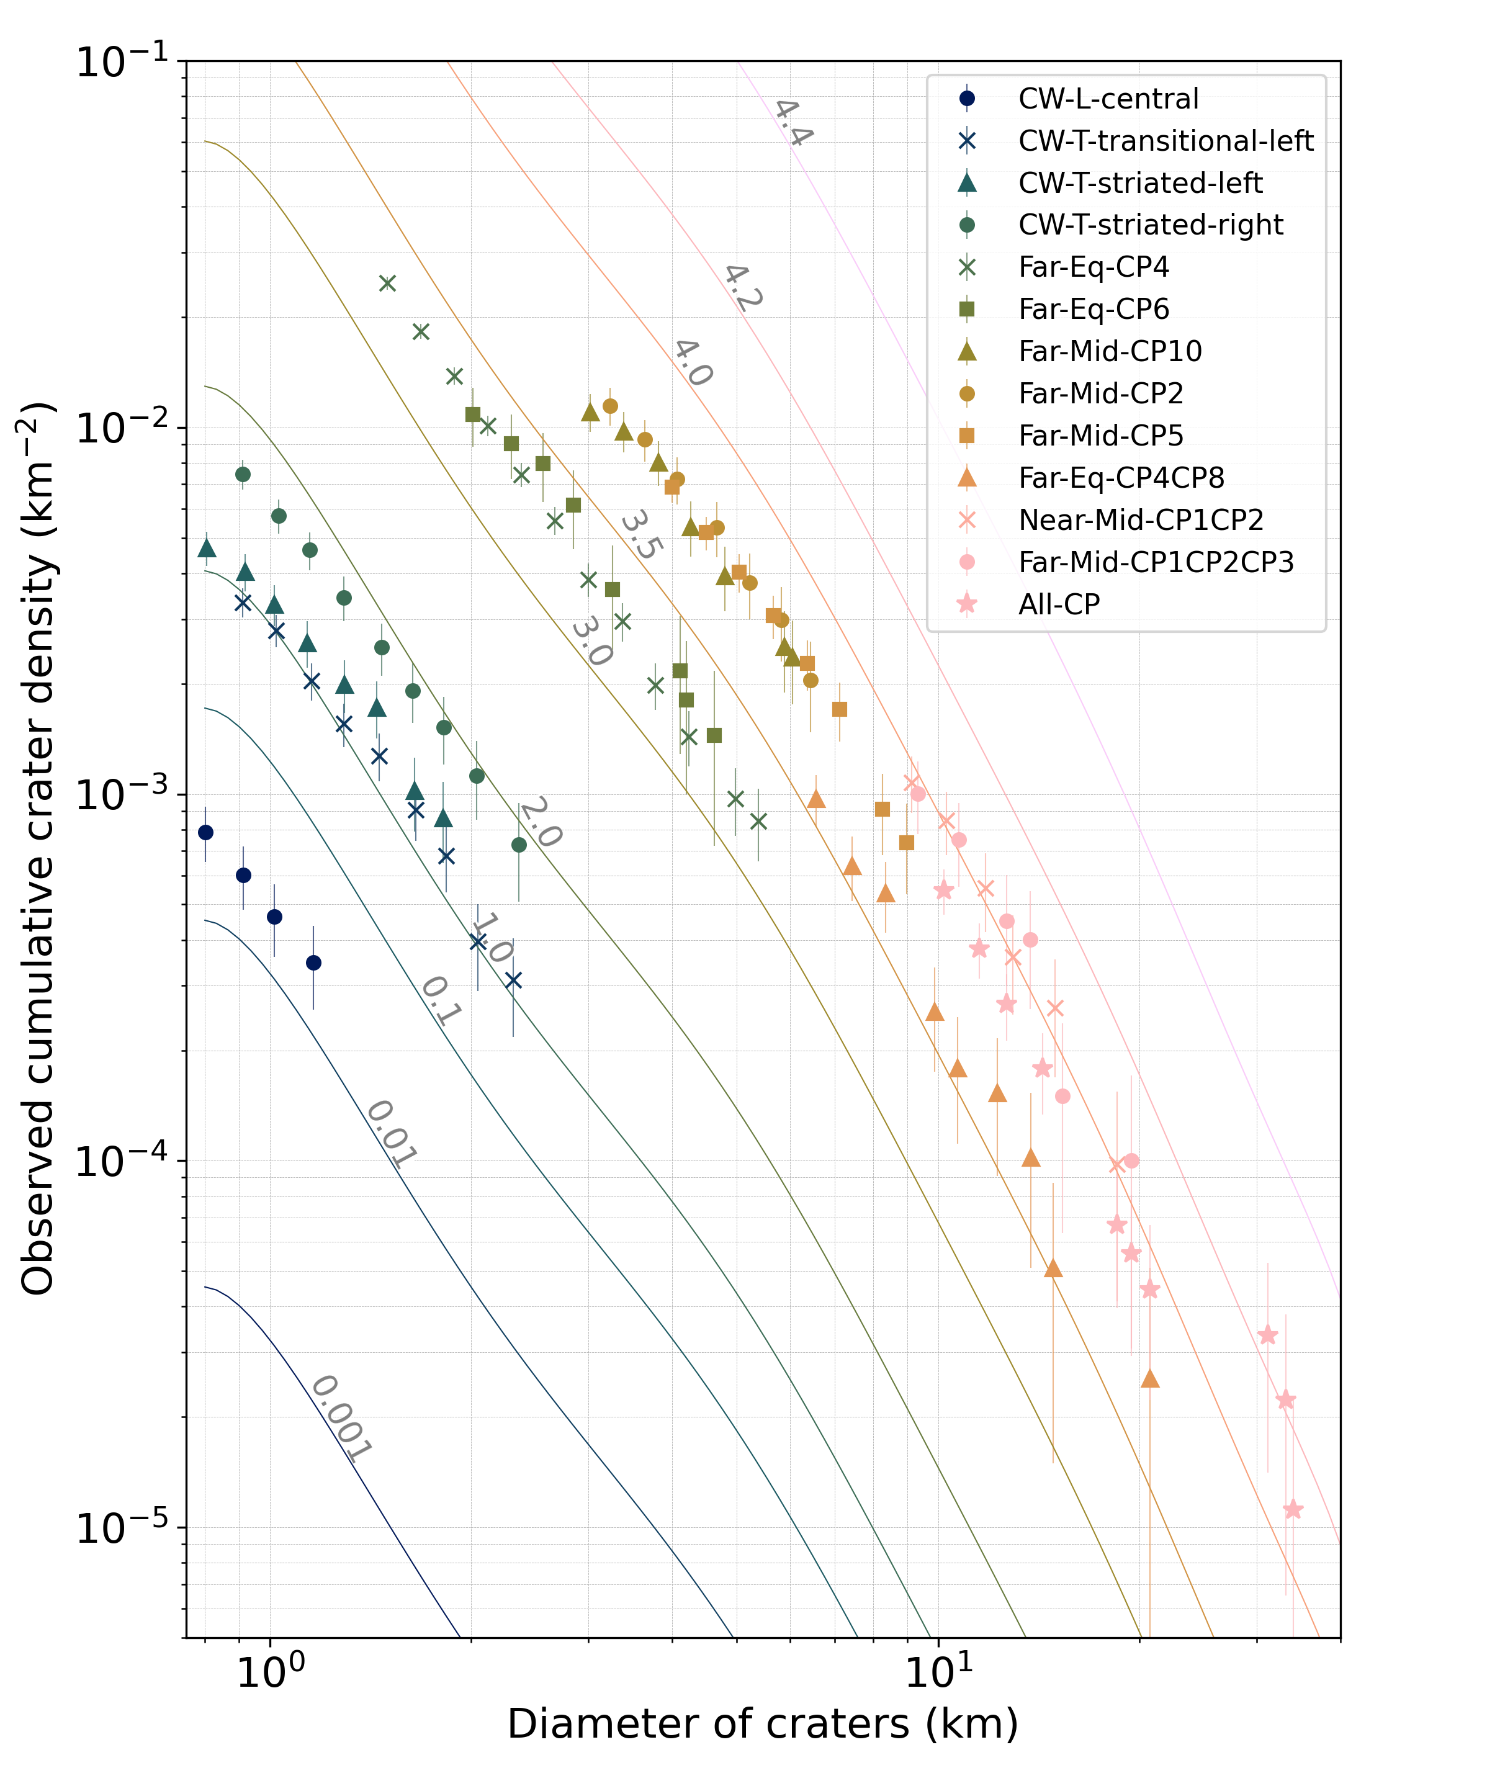 10⁻¹
10⁻²
10⁻³
10⁻⁴
10⁻⁵
Observed cumulative crater density (km⁻²)
4.4
4.2
4.0
3.5
3.0
2.0
1.0
0.1
0.01
0.001
CW-L-central
CW-T-transitional-left
CW-T-striated-left
CW-T-striated-right
Far-Eq-CP4
Far-Eq-CP6
Far-Mid-CP10
Far-Mid-CP2
Far-Mid-CP5
Far-Eq-CP4CP8
Near-Mid-CP1CP2
Far-Mid-CP1CP2CP3
All-CP
10⁰
10¹
Diameter of craters (km)